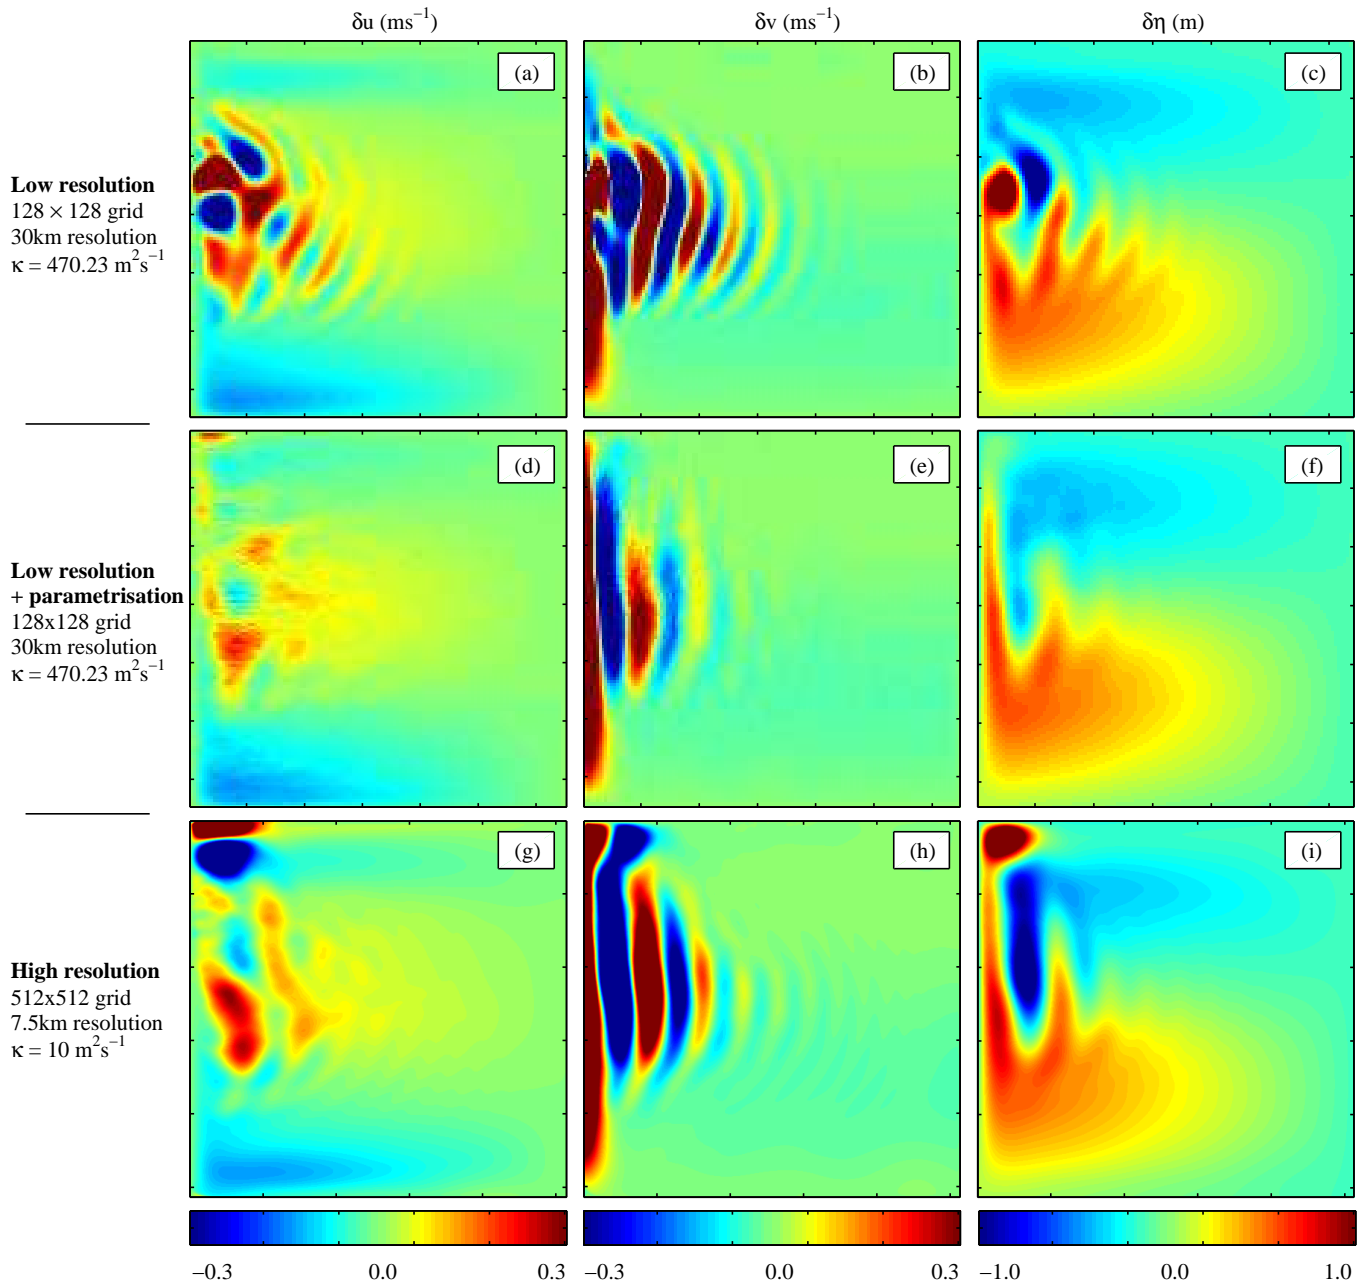 δu (ms⁻¹)
δv (ms⁻¹)
δη (m)
(a)
(b)
(c)
Low resolution
128 × 128 grid
30km resolution
κ = 470.23 m²s⁻¹
(d)
(e)
(f)
Low resolution
+ parametrisation
128x128 grid
30km resolution
κ = 470.23 m²s⁻¹
(g)
(h)
(i)
High resolution
512x512 grid
7.5km resolution
κ = 10 m²s⁻¹
−0.3 0.0 0.3
−0.3 0.0 0.3
−1.0 0.0 1.0